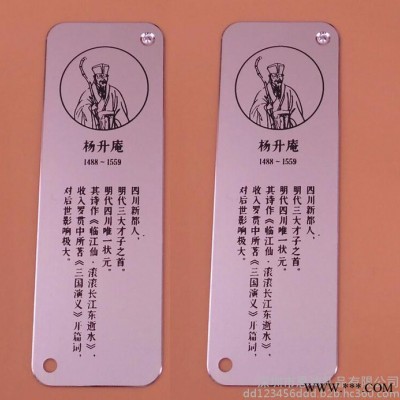 杨升庵
1488~1559
四川新都人，
明代三大才子之首。
明代四川唯一状元。
其诗作《临江仙·滚滚长江东逝水》，
收入罗贯中所著《三国演义》开篇词，
对后世影响极大。
杨升庵
1488~1559
四川新都人，
明代三大才子之首。
明代四川唯一状元。
其诗作《临江仙·滚滚长江东逝水》，
收入罗贯中所著《三国演义》开篇词，
对后世影响极大。
dd123456dd.b2b.hc360.com
www.***.com